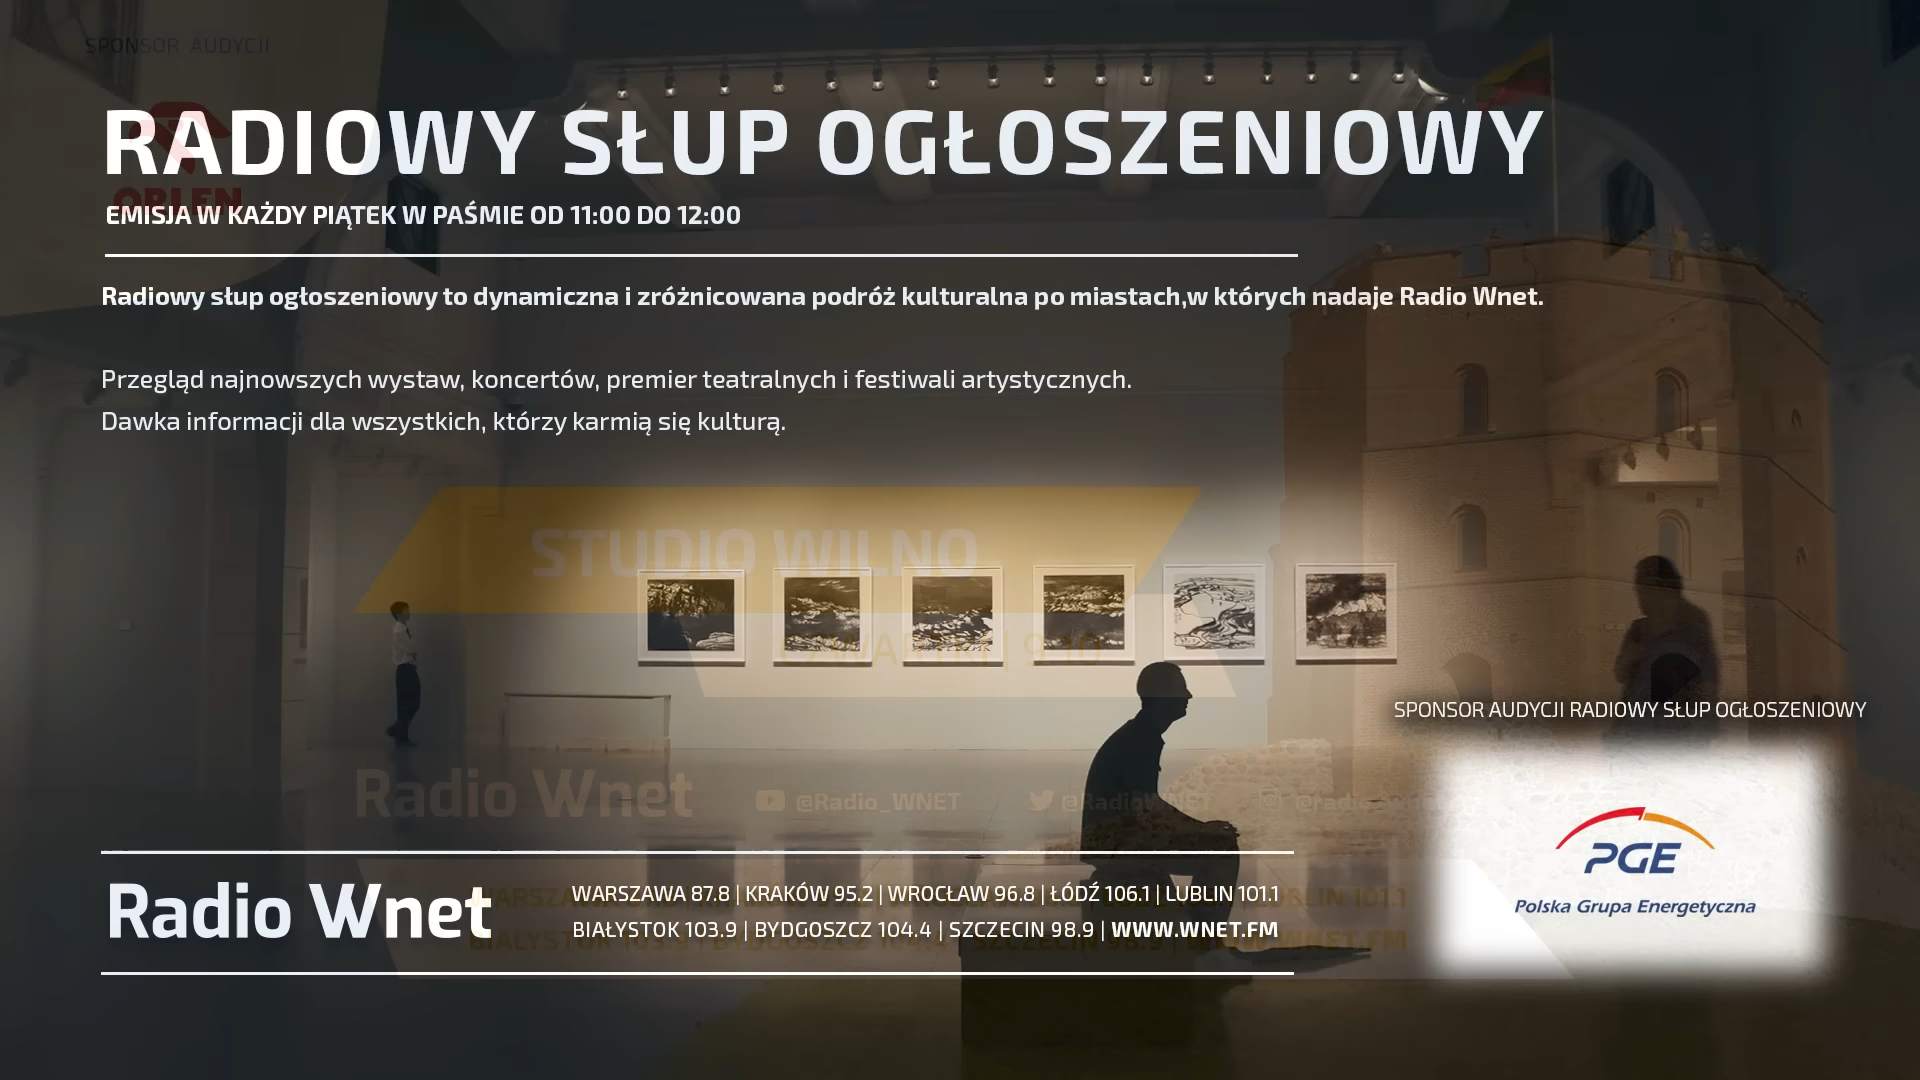 SPONSOR AUDYCJI
RADIOWY SŁUP OGŁOSZENIOWY
ORLEN
EMISJA W KAŻDY PIĄTEK W PAŚMIE OD 11:00 DO 12:00
Radiowy słup ogłoszeniowy to dynamiczna i zróżnicowana podróż kulturalna po miastach,w których nadaje Radio Wnet.
Przegląd najnowszych wystaw, koncertów, premier teatralnych i festiwali artystycznych.
Dawka informacji dla wszystkich, którzy karmią się kulturą.
STUDIO WILNO
SPONSOR AUDYCJI RADIOWY SŁUP OGŁOSZENIOWY
Radio Wnet
@Radio_WNET
@RadioWNET
PGE
Polska Grupa Energetyczna
Radio Wnet
WARSZAWA 87.8 | KRAKÓW 95.2 | WROCŁAW 96.8 | ŁÓDŹ 106.1 | LUBLIN 101.1
BIAŁYSTOK 103.9 | BYDGOSZCZ 104.4 | SZCZECIN 98.9 | WWW.WNET.FM